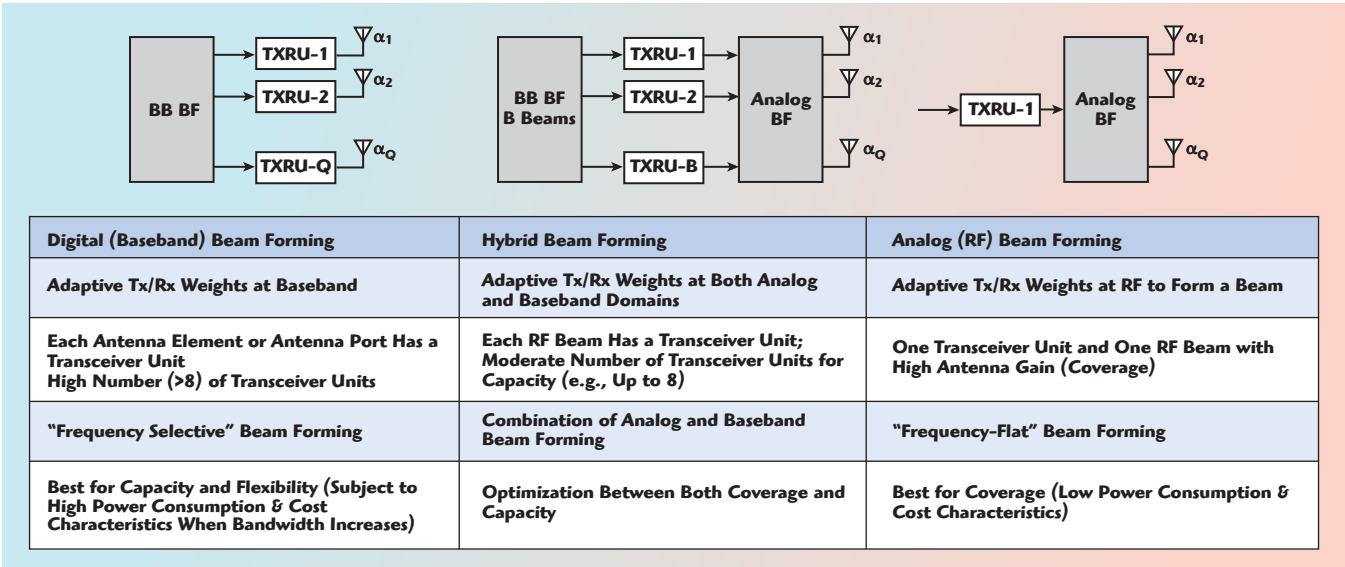 BB BF
TXRU-1
α1
TXRU-2
α2
TXRU-Q
αQ
BB BF
B Beams
TXRU-1
TXRU-2
TXRU-B
Analog
BF
α1
α2
αQ
TXRU-1
Analog
BF
α1
α2
αQ
Digital (Baseband) Beam Forming
Hybrid Beam Forming
Analog (RF) Beam Forming
Adaptive Tx/Rx Weights at Baseband
Adaptive Tx/Rx Weights at Both Analog
and Baseband Domains
Adaptive Tx/Rx Weights at RF to Form a Beam
Each Antenna Element or Antenna Port Has a
Transceiver Unit
High Number (>8) of Transceiver Units
Each RF Beam Has a Transceiver Unit;
Moderate Number of Transceiver Units for
Capacity (e.g., Up to 8)
One Transceiver Unit and One RF Beam with
High Antenna Gain (Coverage)
"Frequency Selective" Beam Forming
Combination of Analog and Baseband
Beam Forming
"Frequency-Flat" Beam Forming
Best for Capacity and Flexibility (Subject to
High Power Consumption & Cost
Characteristics When Bandwidth Increases)
Optimization Between Both Coverage and
Capacity
Best for Coverage (Low Power Consumption &
Cost Characteristics)